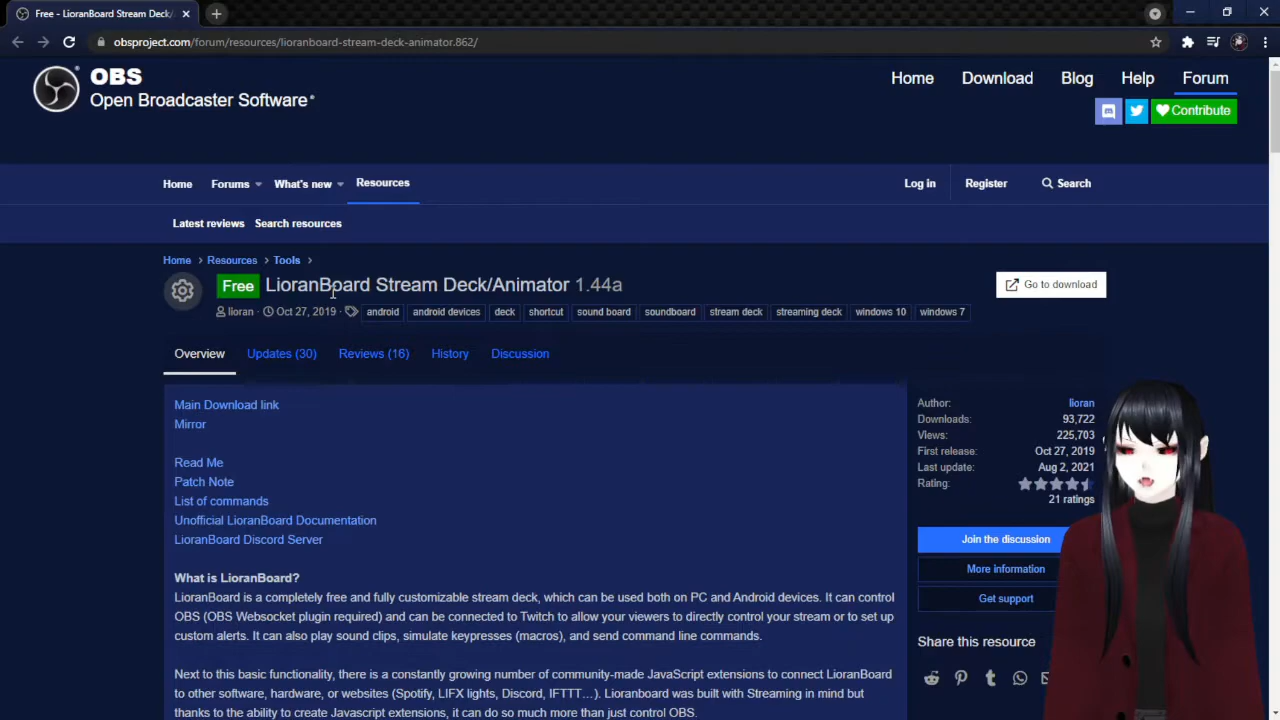 Free - LioranBoard Stream Deck/
obsproject.com/forum/resources/lioranboard-stream-deck-animator.862/
OBS
Open Broadcaster Software
Home Download Blog Help Forum
Contribute
Home Forums What's new Resources Log in Register Search
Latest reviews Search resources
Home Resources Tools
Free LioranBoard Stream Deck/Animator 1.44a
Go to download
lioran Oct 27, 2019 android android devices deck shortcut sound board soundboard stream deck streaming deck windows 10 windows 7
Overview Updates (30) Reviews (16) History Discussion
Main Download link
Mirror
Read Me
Patch Note
List of commands
Unofficial LioranBoard Documentation
LioranBoard Discord Server
What is LioranBoard?
LioranBoard is a completely free and fully customizable stream deck, which can be used both on PC and Android devices. It can control
OBS (OBS Websocket plugin required) and can be connected to Twitch to allow your viewers to directly control your stream or to set up
custom alerts. It can also play sound clips, simulate keypresses (macros), and send command line commands.
Next to this basic functionality, there is a constantly growing number of community-made JavaScript extensions to connect LioranBoard
to other software, hardware, or websites (Spotify, LIFX lights, Discord, IFTTT...). Lioranboard was built with Streaming in mind but
thanks to the ability to create Javascript extensions, it can do so much more than just control OBS.
Author: lioran
Downloads: 93,722
Views: 225,703
First release: Oct 27, 2019
Last update: Aug 2, 2021
Rating:
21 ratings
Join the discussion
More information
Get support
Share this resource